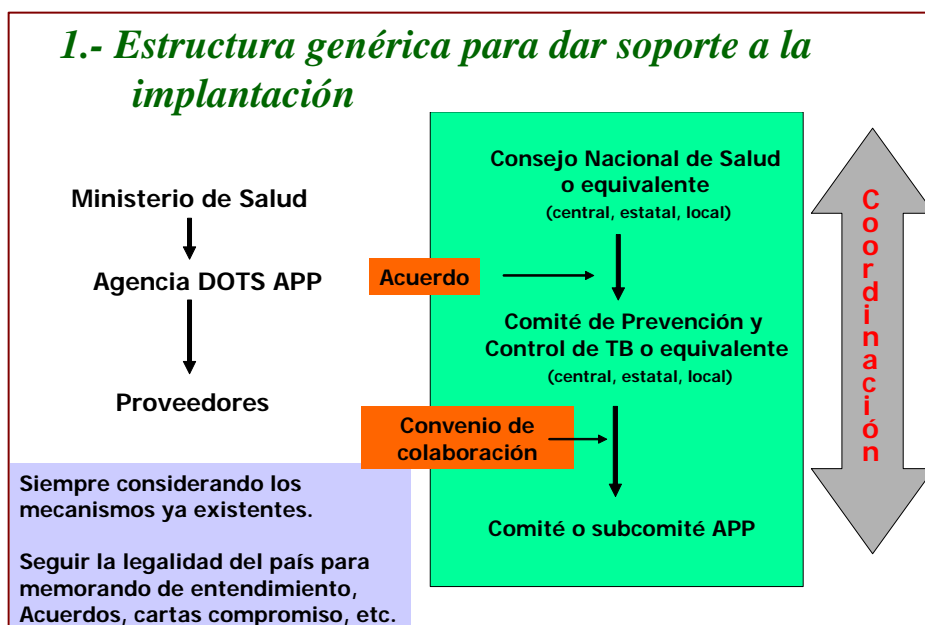 1.- Estructura genérica para dar soporte a la
implantación
Ministerio de Salud
Agencia DOTS APP
Proveedores
Siempre considerando los
mecanismos ya existentes.
Seguir la legalidad del país para
memorando de entendimiento,
Acuerdos, cartas compromiso, etc.
Acuerdo
Convenio de
colaboración
Consejo Nacional de Salud
o equivalente
(central, estatal, local)
Comité de Prevención y
Control de TB o equivalente
(central, estatal, local)
Comité o subcomité APP
Coordinación